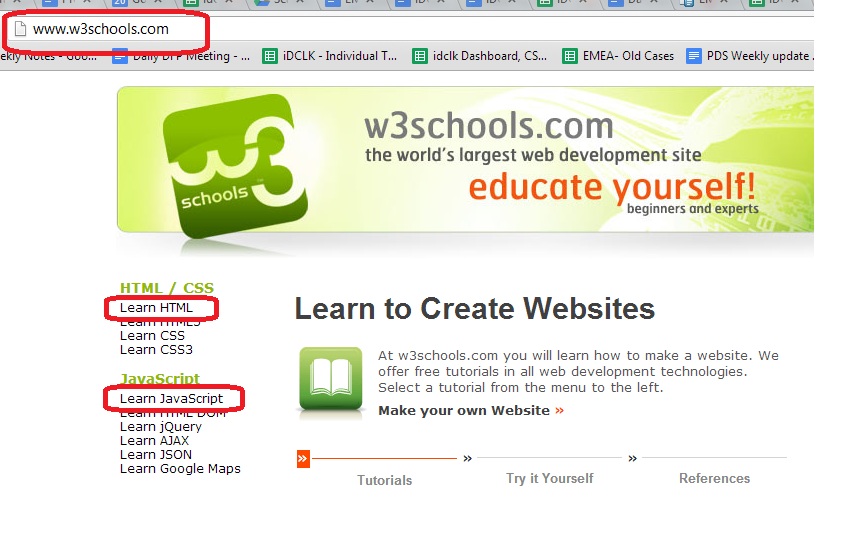 www.w3schools.com
ekly Notes - Goo... Daily DFP Meeting - ... iDCLK - Individual T... idclk Dashboard, CS... EMEA- Old Cases PDS Weekly update
w3 schools
w3schools.com
the world's largest web development site
educate yourself!
beginners and experts
HTML / CSS
Learn HTML
Learn HTML5
Learn CSS
Learn CSS3
JavaScript
Learn JavaScript
Learn HTML DOM
Learn jQuery
Learn AJAX
Learn JSON
Learn Google Maps
Learn to Create Websites
At w3schools.com you will learn how to make a website. We
offer free tutorials in all web development technologies.
Select a tutorial from the menu to the left.
Make your own Website »
» » »
Tutorials Try it Yourself References